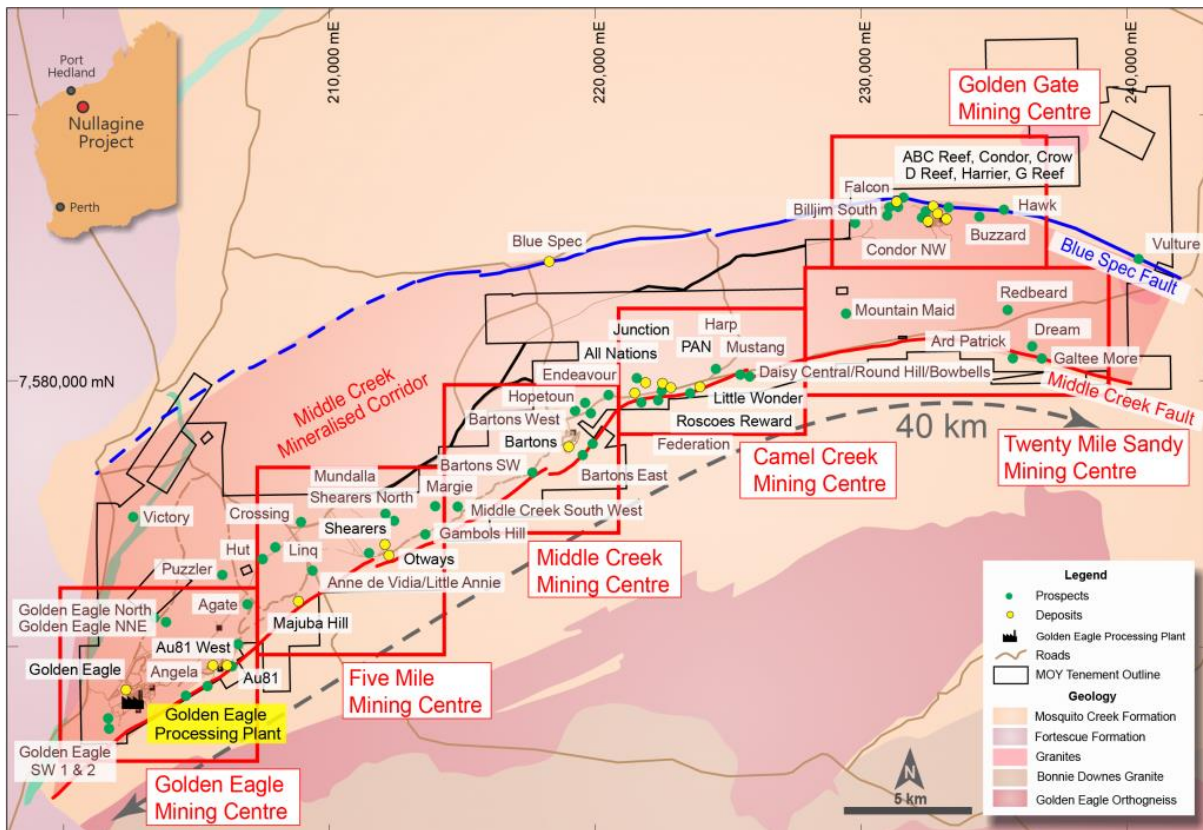 Port
Hedland
Nullagine
Project
Perth
210,000 mE
220,000 mE
230,000 mE
240,000 mE
7,580,000 mN
Golden Gate
Mining Centre
ABC Reef, Condor, Crow
D Reef, Harrier, G Reef
Falcon
Billjim South
Hawk
Buzzard
Condor NW
Vulture
Blue Spec
Blue Spec Fault
Redbeard
Mountain Maid
Dream
Ard Patrick
Galtee More
Middle Creek Fault
Harp
Junction
PAN
Mustang
All Nations
Daisy Central/Round Hill/Bowbells
Endeavour
Little Wonder
Hopetoun
Roscoes Reward
Bartons West
Federation
Bartons
40 km
Twenty Mile Sandy
Mining Centre
Camel Creek
Mining Centre
Middle Creek
Mineralised Corridor
Bartons SW
Bartons East
Mundalla
Margie
Shearers North
Middle Creek South West
Crossing
Shearers
Gambols Hill
Victory
Hut
Linq
Otways
Middle Creek
Mining Centre
Puzzler
Anne de Vidia/Little Annie
Golden Eagle North
Golden Eagle NNE
Agate
Majuba Hill
Au81 West
Golden Eagle
Angela
Au81
Five Mile
Mining Centre
Golden Eagle
Processing Plant
Golden Eagle
SW 1 & 2
Golden Eagle
Mining Centre
N
5 km
Legend
Prospects
Deposits
Golden Eagle Processing Plant
Roads
MOY Tenement Outline
Geology
Mosquito Creek Formation
Fortescue Formation
Granites
Bonnie Downes Granite
Golden Eagle Orthogneiss